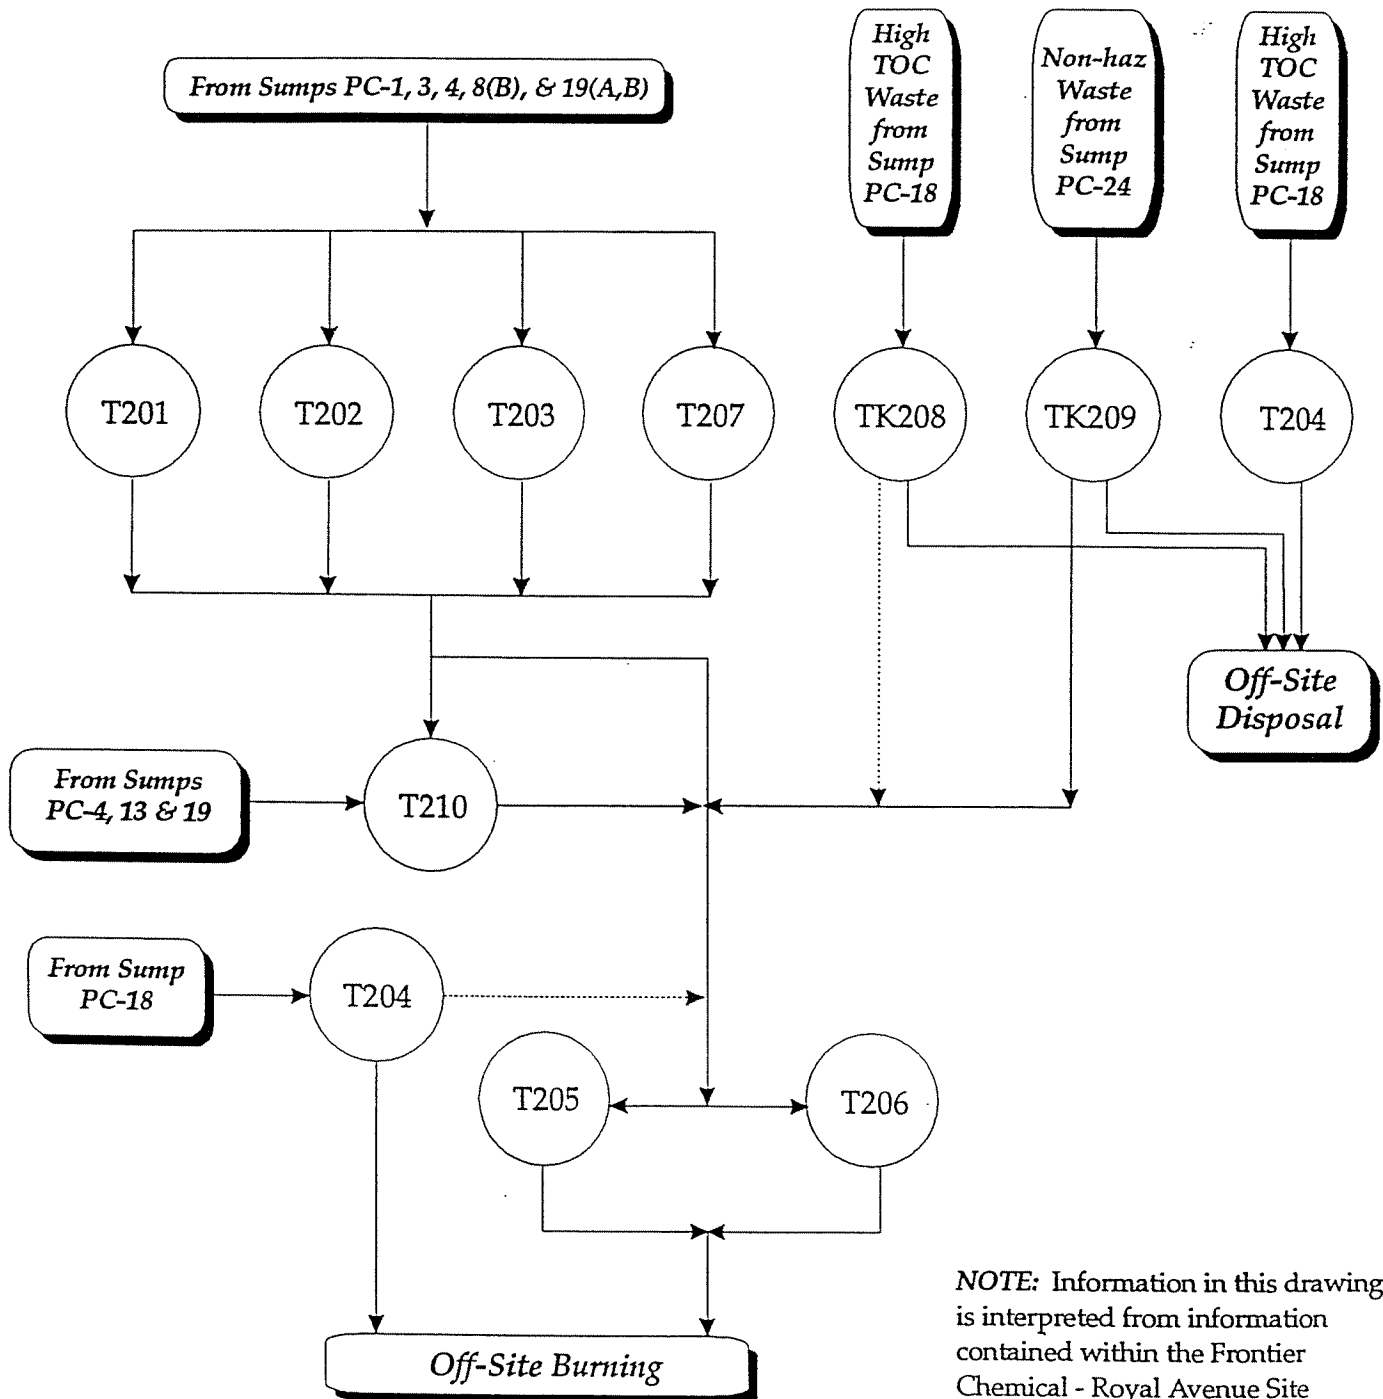 From Sumps PC-1, 3, 4, 8(B), & 19(A,B)
High
TOC
Waste
from
Sump
PC-18
Non-haz
Waste
from
Sump
PC-24
High
TOC
Waste
from
Sump
PC-18
T201
T202
T203
T207
TK208
TK209
T204
Off-Site
Disposal
From Sumps
PC-4, 13 & 19
T210
From Sump
PC-18
T204
T205
T206
Off-Site Burning
NOTE: Information in this drawing
is interpreted from information
contained within the Frontier
Chemical - Royal Avenue Site